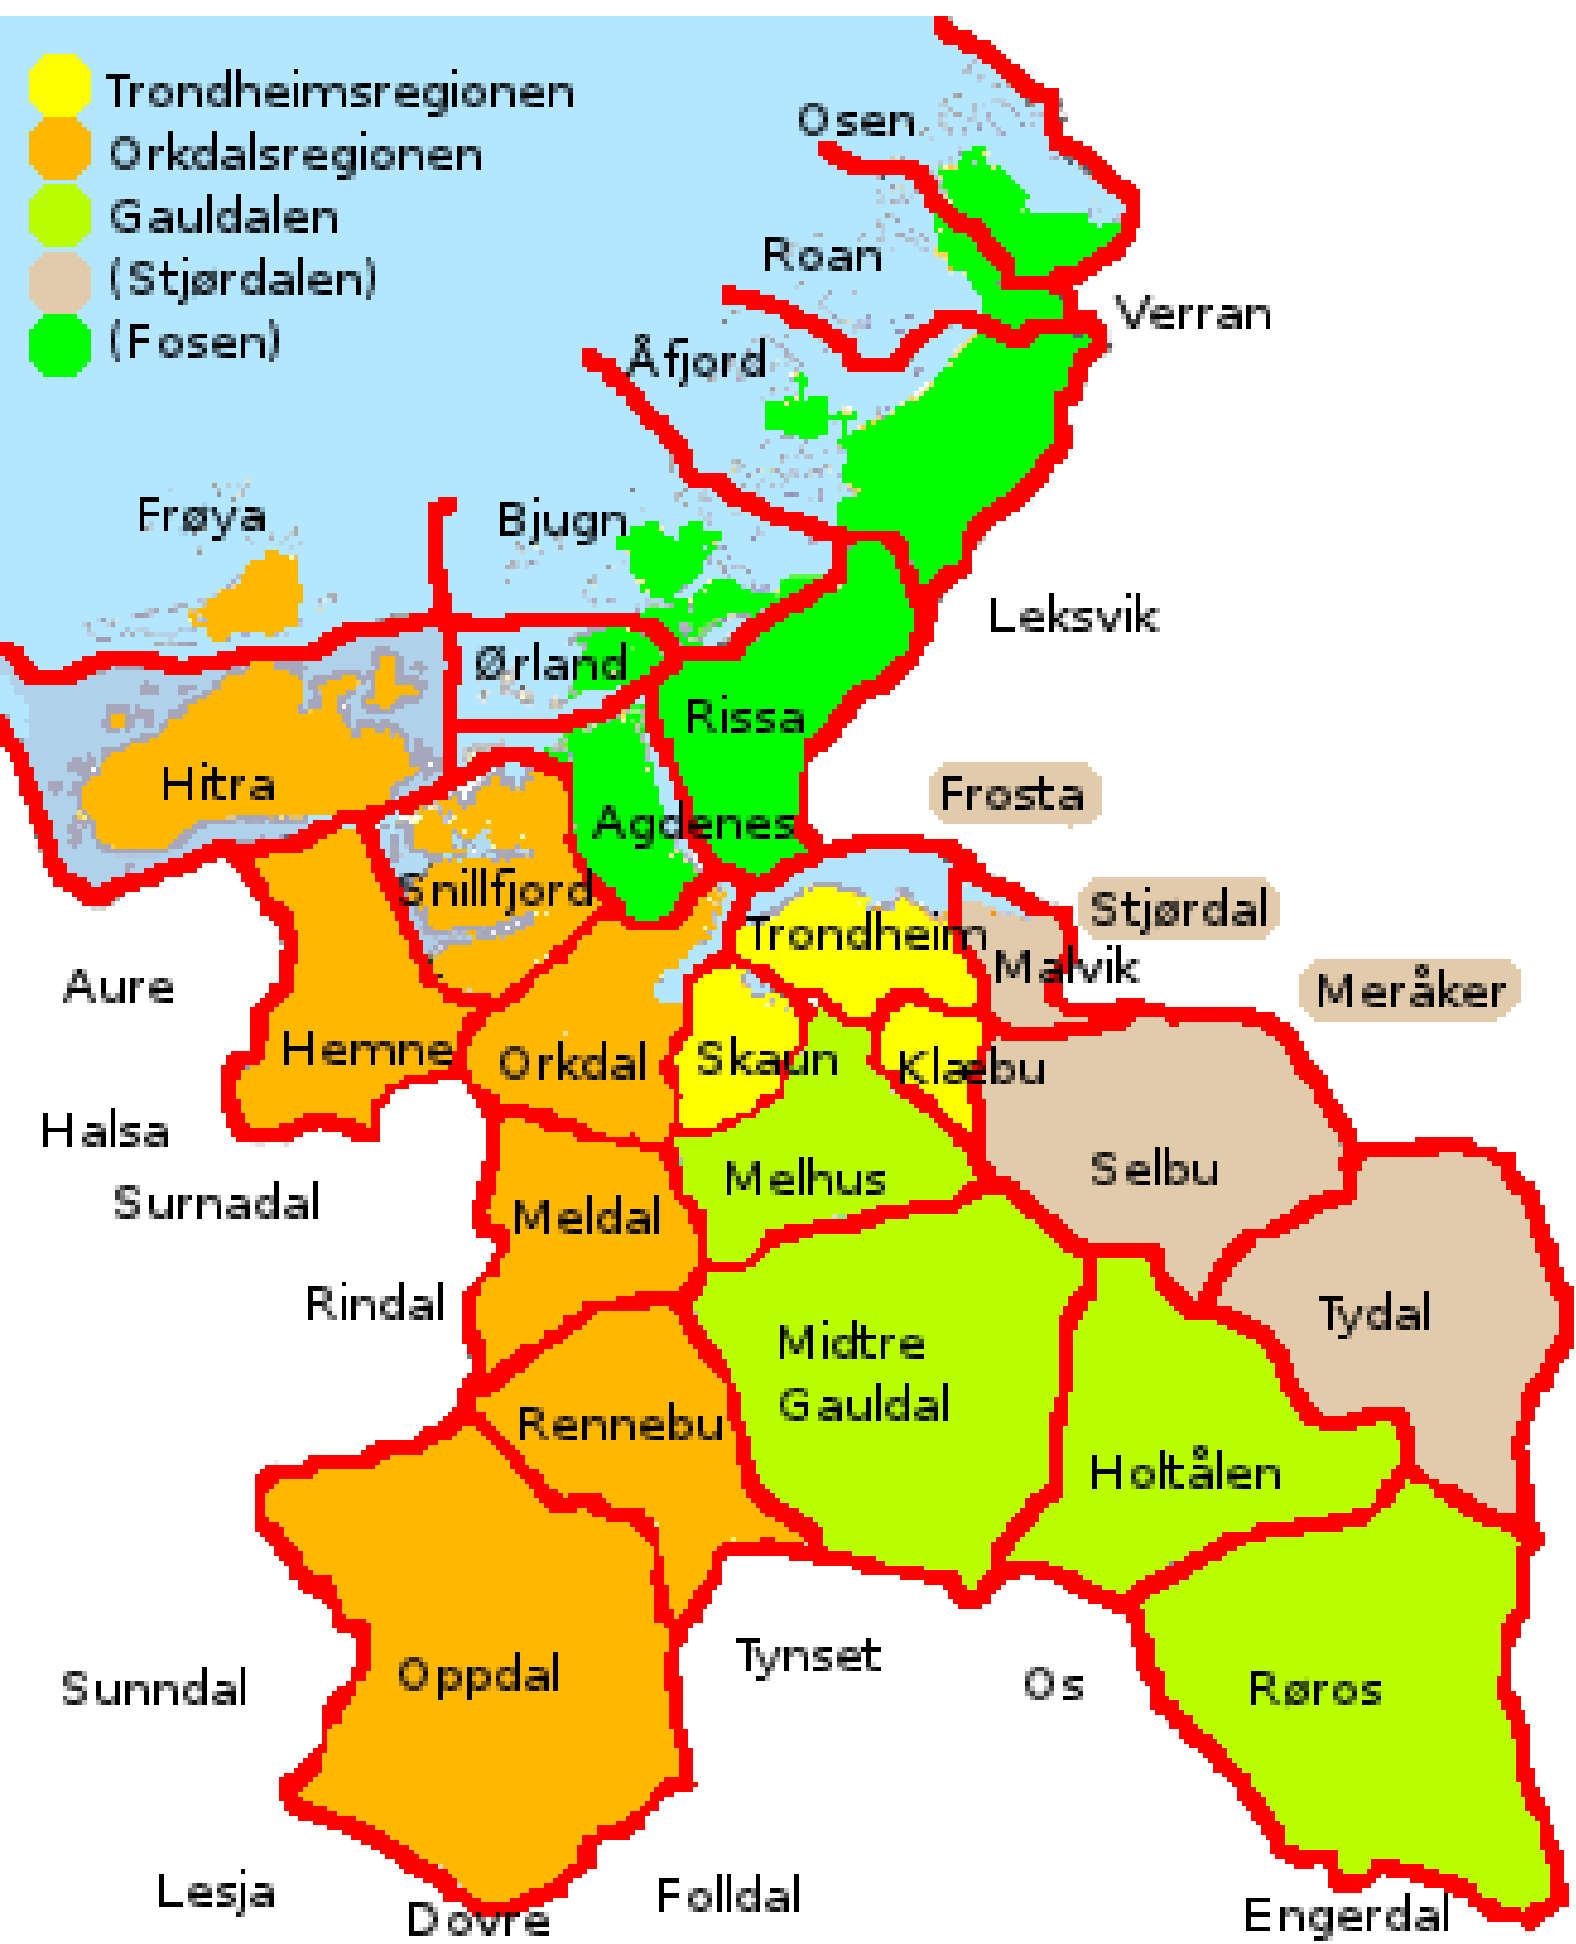 Trondheimsregionen
Orkdalsregionen
Gauldalen
(Stjørdalen)
(Fosen)
Osen
Roan
Verran
Åfjord
Frøya
Bjugn
Leksvik
Ørland
Rissa
Hitra
Frosta
Agdenes
Snillfjord
Stjørdal
Trondheim
Malvik
Aure
Meråker
Hemne
Orkdal
Skaun
Klæbu
Halsa
Melhus
Selbu
Surnadal
Meldal
Rindal
Tydal
Midtre
Gauldal
Rennebu
Holtålen
Tynset
Oppdal
Sunndal
Os
Røros
Lesja
Folldal
Dovre
Engerdal